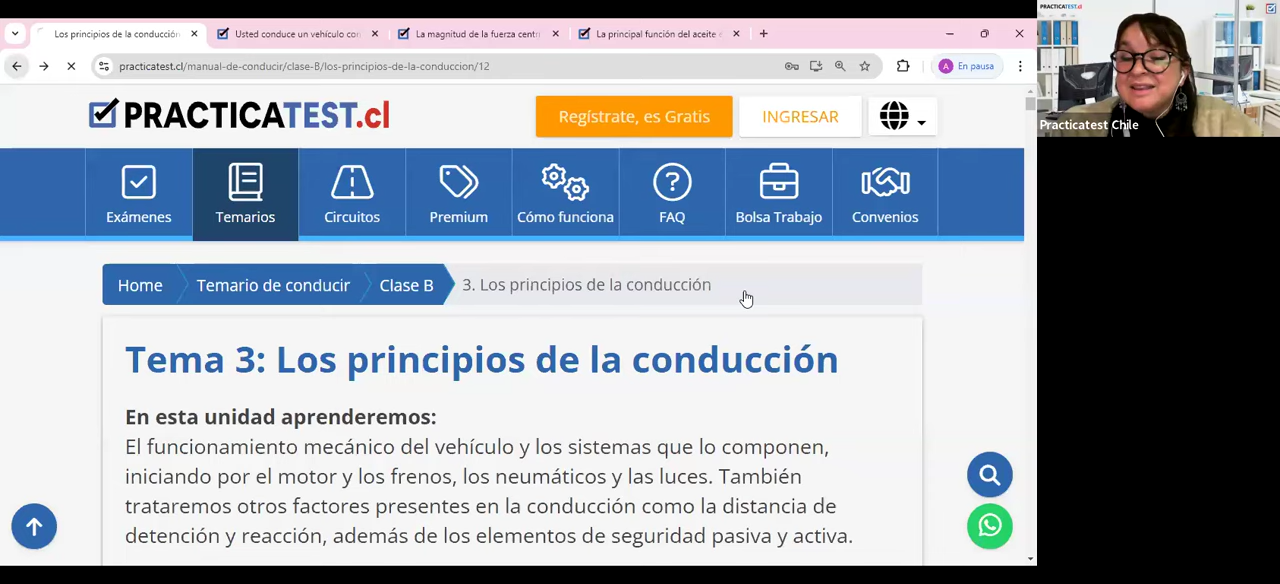 Los principios de la conducción
Usted conduce un vehículo con
La magnitud de la fuerza cent
La principal función del aceite
practicatest.cl/manual-de-conducir/clase-B/los-principios-de-la-conduccion/12
A
En pausa
PRACTICATEST.cl
Practicatest Chile
PRACTICATEST.cl
Regístrate, es Gratis
INGRESAR
Exámenes
Temarios
Circuitos
Premium
Cómo funciona
FAQ
Bolsa Trabajo
Convenios
Home
Temario de conducir
Clase B
3. Los principios de la conducción
Tema 3: Los principios de la conducción
En esta unidad aprenderemos:
El funcionamiento mecánico del vehículo y los sistemas que lo componen,
iniciando por el motor y los frenos, los neumáticos y las luces. También
trataremos otros factores presentes en la conducción como la distancia de
detención y reacción, además de los elementos de seguridad pasiva y activa.